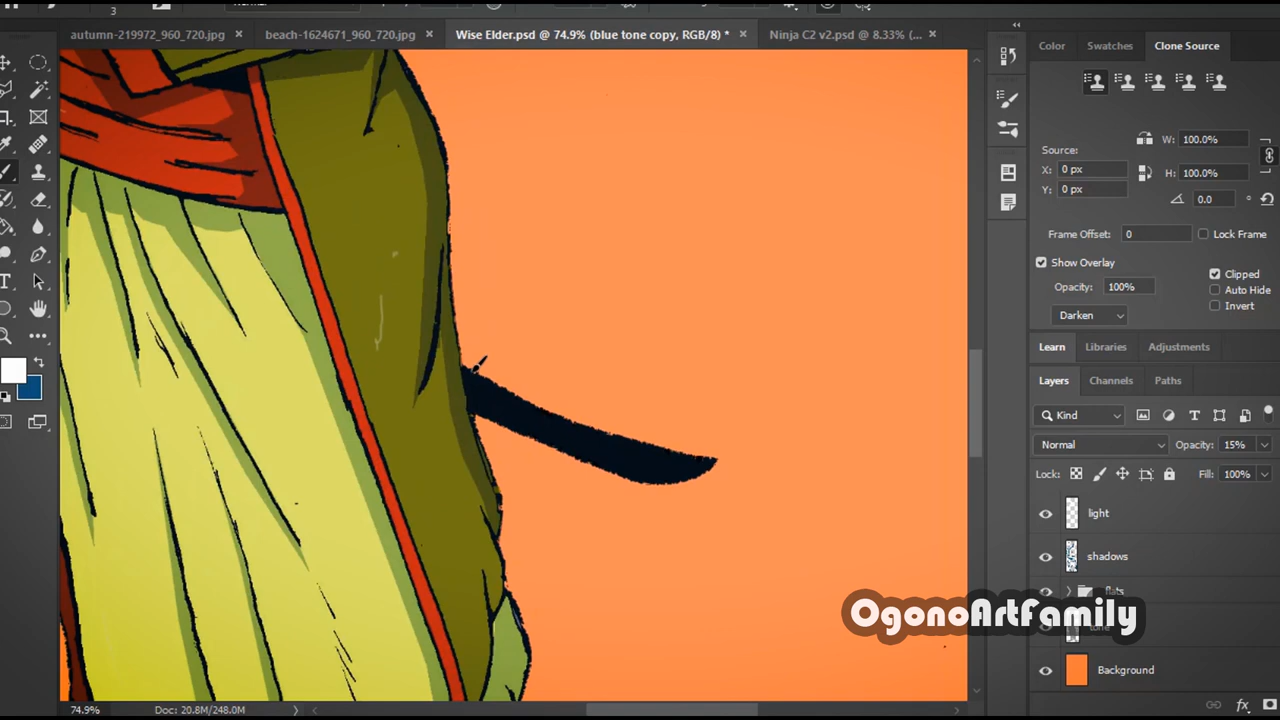 3
autumn-219972_960_720.jpg × beach-1624671_960_720.jpg × Wise Elder.psd @ 74.9% (blue tone copy, RGB/8) * × Ninja C2 v2.psd @ 8.33% (... ×
Color Swatches Clone Source
W: 100.0%
Source:
X: 0 px
H: 100.0%
Y: 0 px
0.0 °
Frame Offset: 0 Lock Frame
Show Overlay
Clipped
Opacity: 100%
Auto Hide
Invert
Darken
Learn Libraries Adjustments
Layers Channels Paths
Kind
Normal Opacity: 15%
Lock: Fill: 100%
light
shadows
flats
OgonoArtFamily
tone
Background
74.9% Doc: 20.8M/248.0M